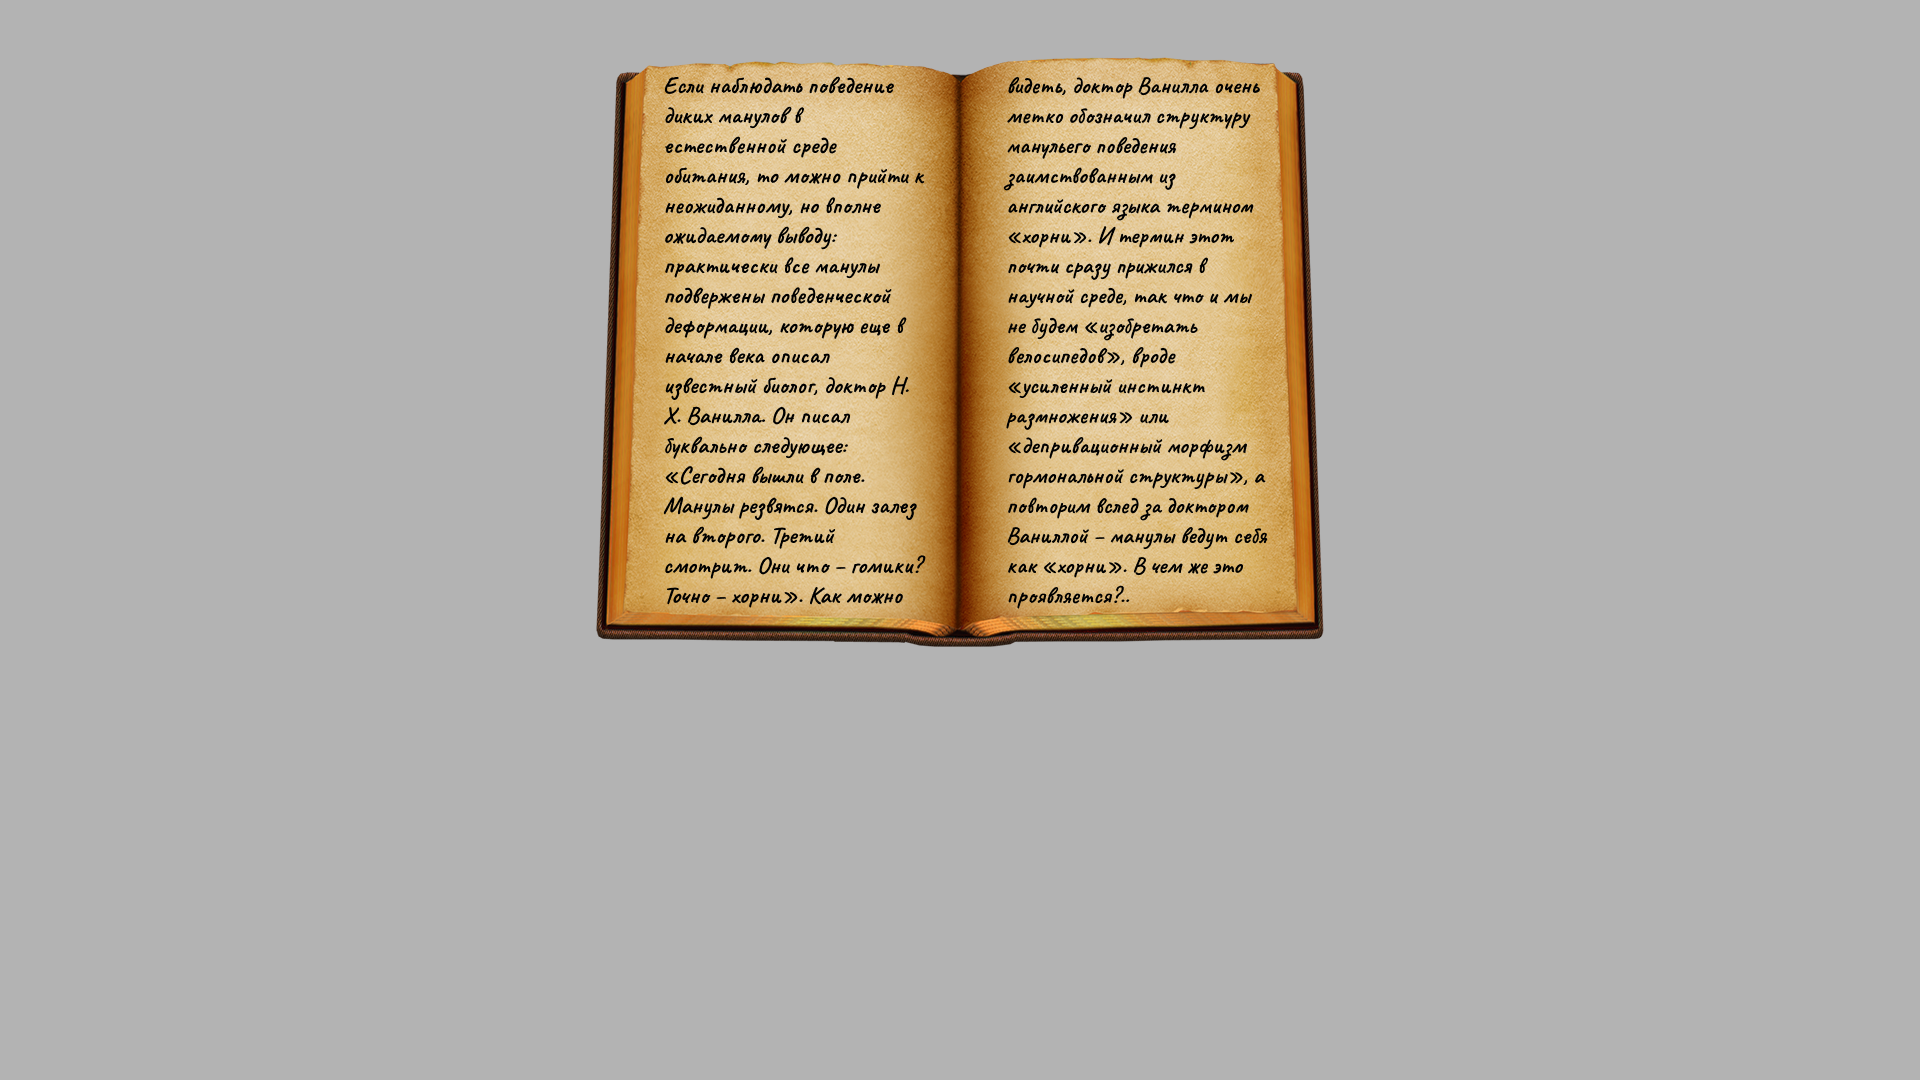 Если наблюдать поведение
диких манулов в
естественной среде
обитания, то можно прийти к
неожиданному, но вполне
ожидаемому выводу:
практически все манулы
подвержены поведенческой
деформации, которую еще в
начале века описал
известный биолог, доктор Н.
Х. Ванилла. Он писал
буквально следующее:
«Сегодня вышли в поле.
Манулы резвятся. Один залез
на второго. Третий
смотрит. Они что – гомики?
Точно – хорни». Как можно
видеть, доктор Ванилла очень
метко обозначил структуру
манульего поведения
заимствованным из
английского языка термином
«хорни». И термин этот
почти сразу прижился в
научной среде, так что и мы
не будем «изобретать
велосипедов», вроде
«усиленный инстинкт
размножения» или
«депривационный морфизм
гормональной структуры», а
повторим вслед за доктором
Ваниллой – манулы ведут себя
как «хорни». В чем же это
проявляется?..